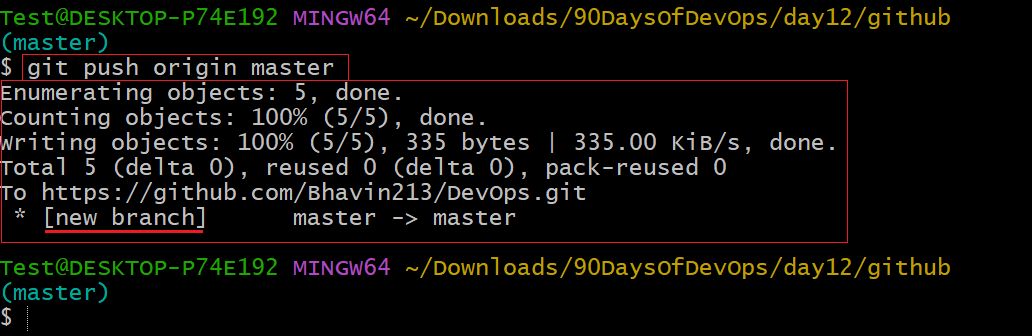 Test@DESKTOP-P74E192 MINGW64 ~/Downloads/90DaysOfDevOps/day12/github
(master)
$ git push origin master
Enumerating objects: 5, done.
Counting objects: 100% (5/5), done.
Writing objects: 100% (5/5), 335 bytes | 335.00 KiB/s, done.
Total 5 (delta 0), reused 0 (delta 0), pack-reused 0
To https://github.com/Bhavin213/DevOps.git
 * [new branch]      master -> master
Test@DESKTOP-P74E192 MINGW64 ~/Downloads/90DaysOfDevOps/day12/github
(master)
$